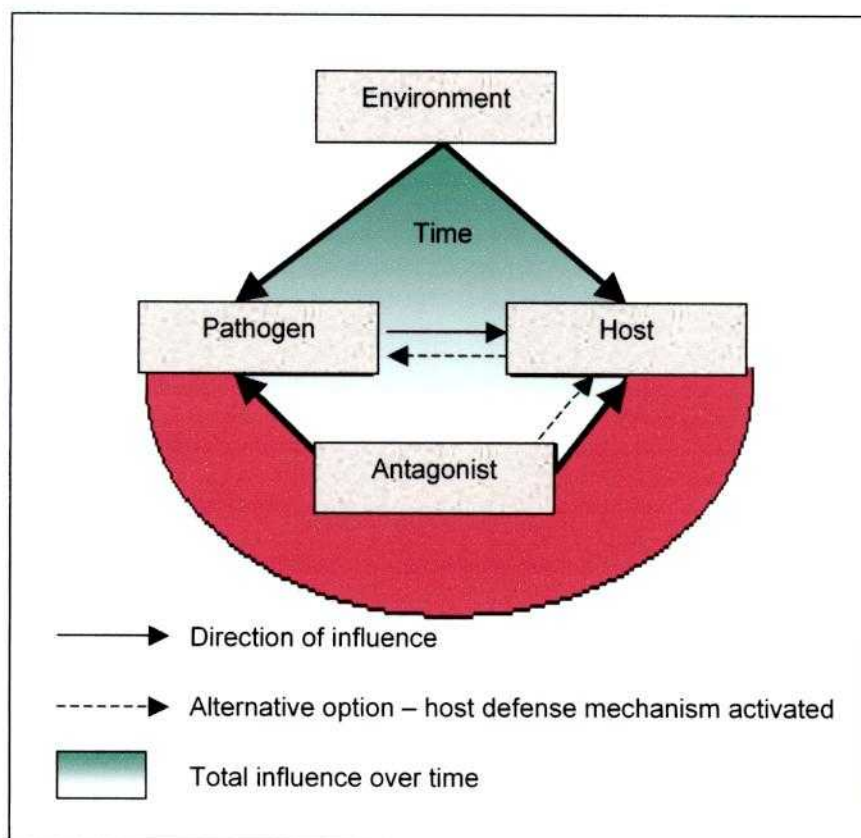 Environment
Time
Pathogen
Host
Antagonist
Direction of influence
Alternative option – host defense mechanism activated
Total influence over time